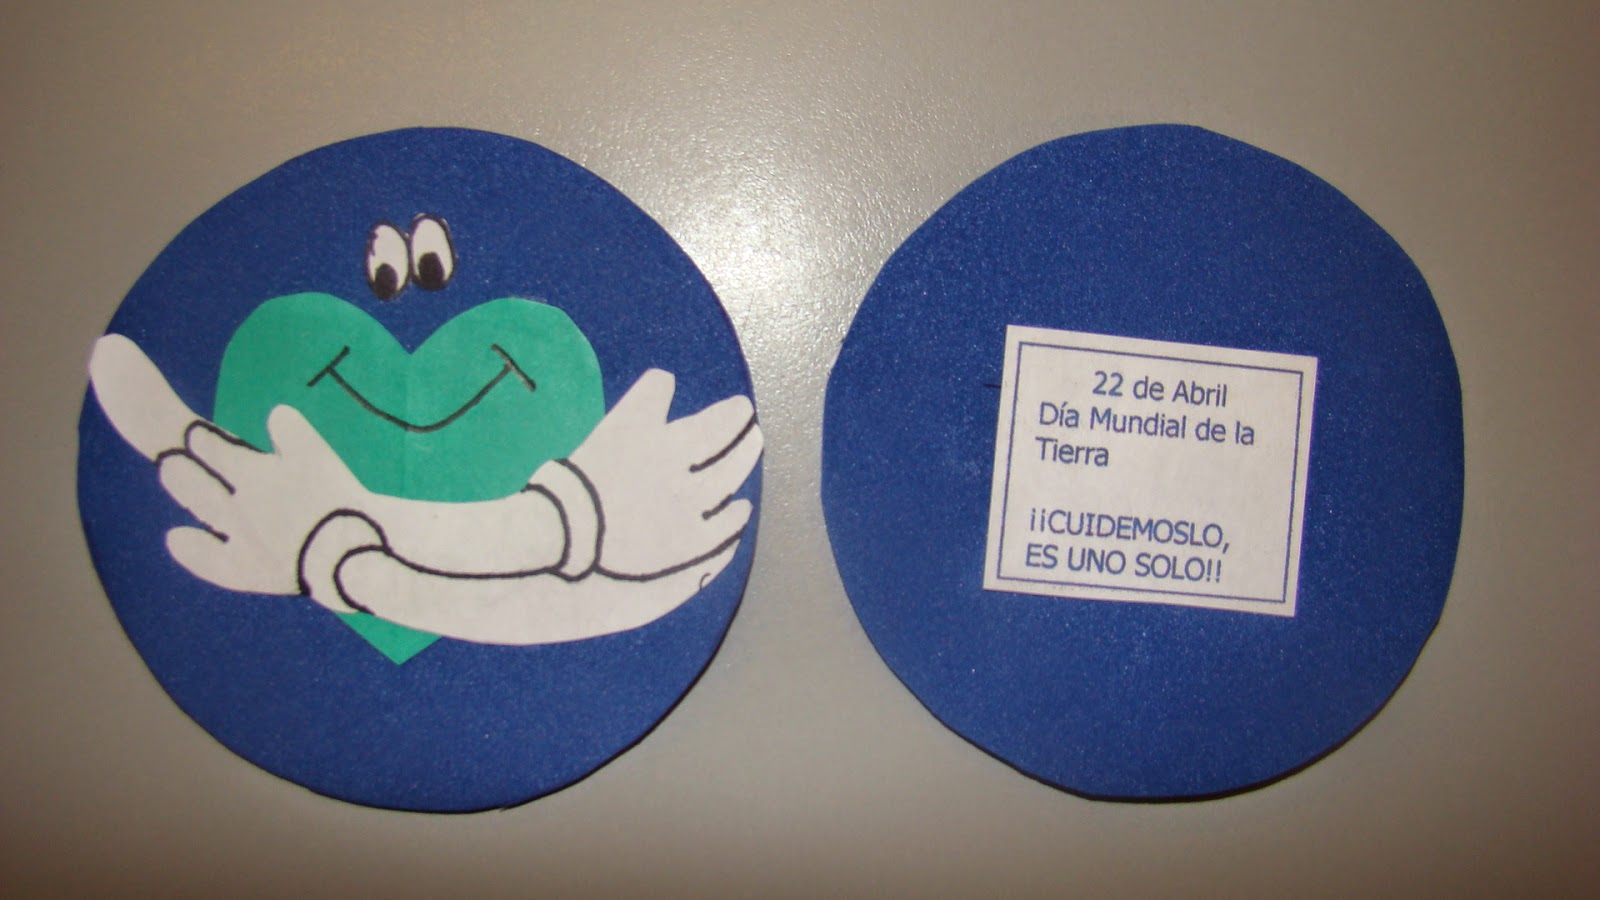 22 de Abril
Día Mundial de la
Tierra
¡¡CUIDEMOSLO,
ES UNO SOLO!!